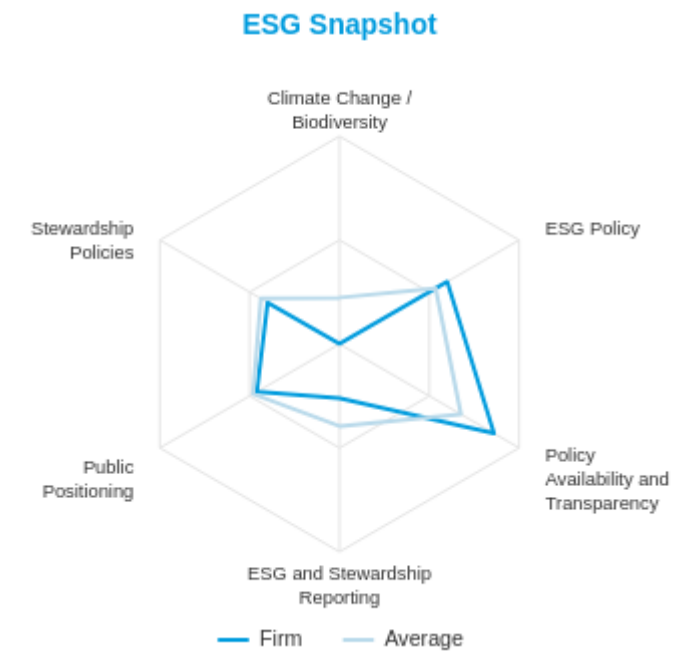 ESG Snapshot
Climate Change /
Biodiversity
Stewardship
Policies
ESG Policy
Public
Positioning
Policy
Availability and
Transparency
ESG and Stewardship
Reporting
Firm
Average